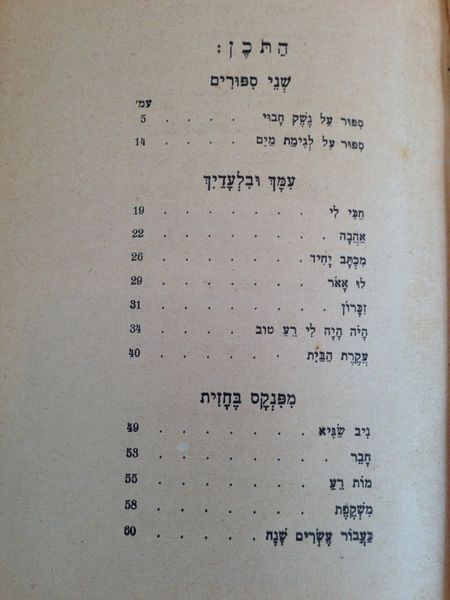 הַתֹּכֶן:
שְׁנֵי סִפּוּרִים
עמ'
סִפּוּר עַל נֶשֶׁק חָבוּי . . . . . 5
סִפּוּר עַל לְגִימַת מַיִם . . . . 14
עִמָּךְ וּבִלְעָדַיִךְ
חַכִּי לִי . . . . . . . . 19
אַהֲבָה . . . . . . . . 22
מִכְתָּב יָחִיד . . . . . . . 26
לוּ אָאֹר . . . . . . . 29
זִכָּרוֹן . . . . . . . . 31
הָיֹה הָיָה לִי רֵעַ טוֹב . . . . 34
עֲקֶרֶת הַבַּיִת . . . . . . 40
מִפִּנְקָס בֶּחָזִית
נִיב שַׂגִּיא . . . . . . . 49
חָבֵר . . . . . . . . 53
מוֹת רֵעַ . . . . . . . 55
מִשְׁקֶפֶת . . . . . . . 58
כַּעֲבוֹר עֶשְׂרִים שָׁנָה . . . . . 60